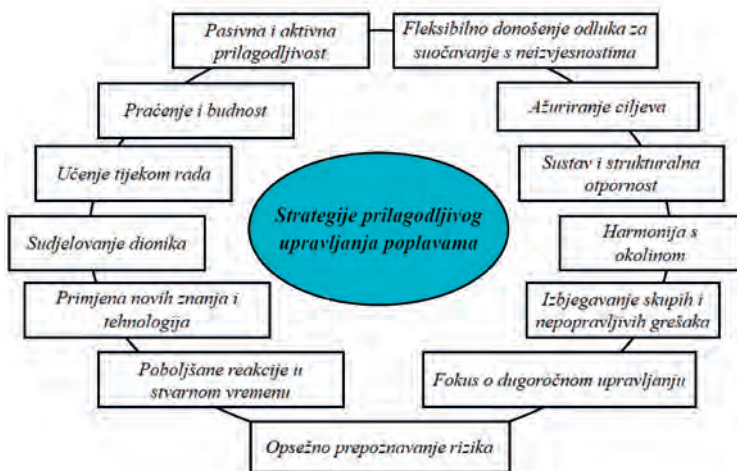 Pasivna i aktivna
prilagodljivost
Fleksibilno donošenje odluka za
suočavanje s neizvjesnostima
Praćenje i budnost
Ažuriranje ciljeva
Učenje tijekom rada
Sustav i strukturalna
otpornost
Strategije prilagodljivog
upravljanja poplavama
Sudjelovanje dionika
Harmonija s
okolinom
Primjena novih znanja i
tehnologija
Izbjegavanje skupih i
nepopravljivih grešaka
Poboljšane reakcije u
stvarnom vremenu
Fokus o dugoročnom upravljanju
Opsežno prepoznavanje rizika